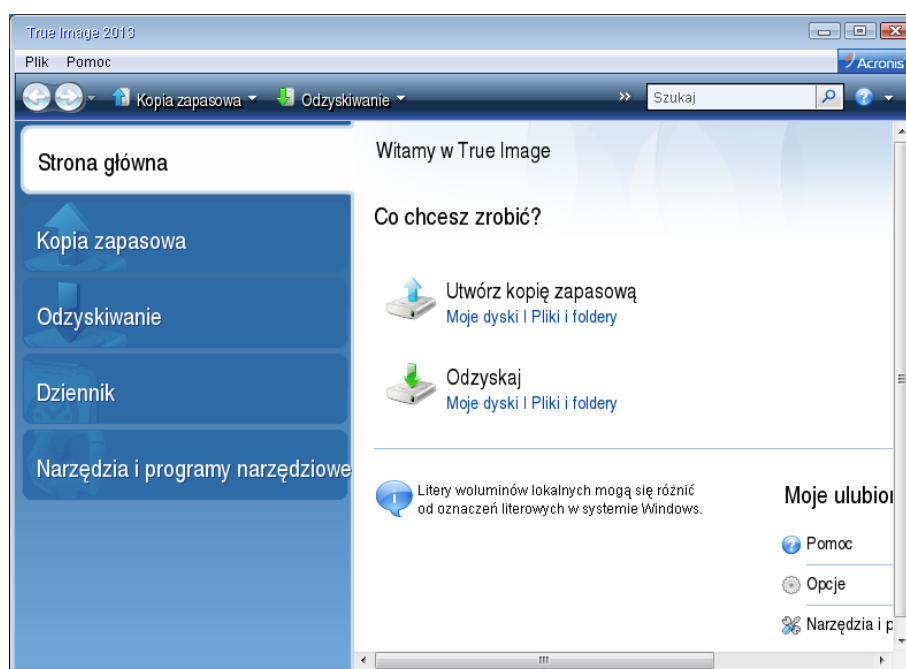 True Image 2013
Plik Pomoc
Acronis
Kopia zapasowa Odzyskiwanie » Szukaj
Strona główna
Kopia zapasowa
Odzyskiwanie
Dziennik
Narzędzia i programy narzędziowe
Witamy w True Image
Co chcesz zrobić?
Utwórz kopię zapasową
Moje dyski | Pliki i foldery
Odzyskaj
Moje dyski | Pliki i foldery
Litery woluminów lokalnych mogą się różnić
od oznaczeń literowych w systemie Windows.
Moje ulubio
Pomoc
Opcje
Narzędzia i p